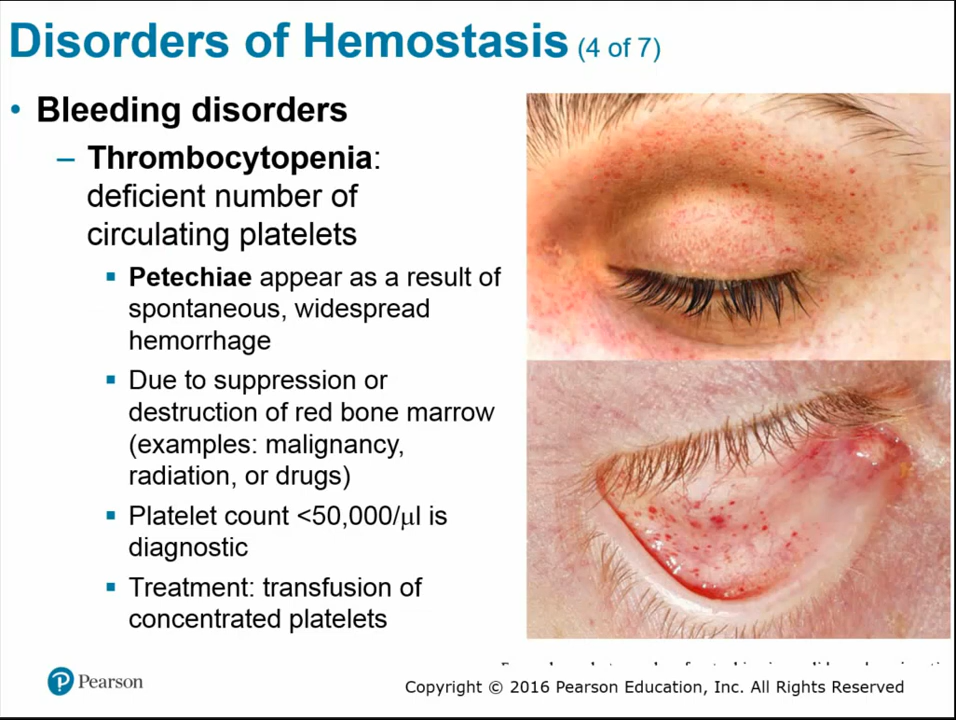 Disorders of Hemostasis (4 of 7)
• Bleeding disorders
– Thrombocytopenia:
deficient number of
circulating platelets
▪ Petechiae appear as a result of
spontaneous, widespread
hemorrhage
▪ Due to suppression or
destruction of red bone marrow
(examples: malignancy,
radiation, or drugs)
▪ Platelet count <50,000/μl is
diagnostic
▪ Treatment: transfusion of
concentrated platelets
Pearson
Copyright © 2016 Pearson Education, Inc. All Rights Reserved